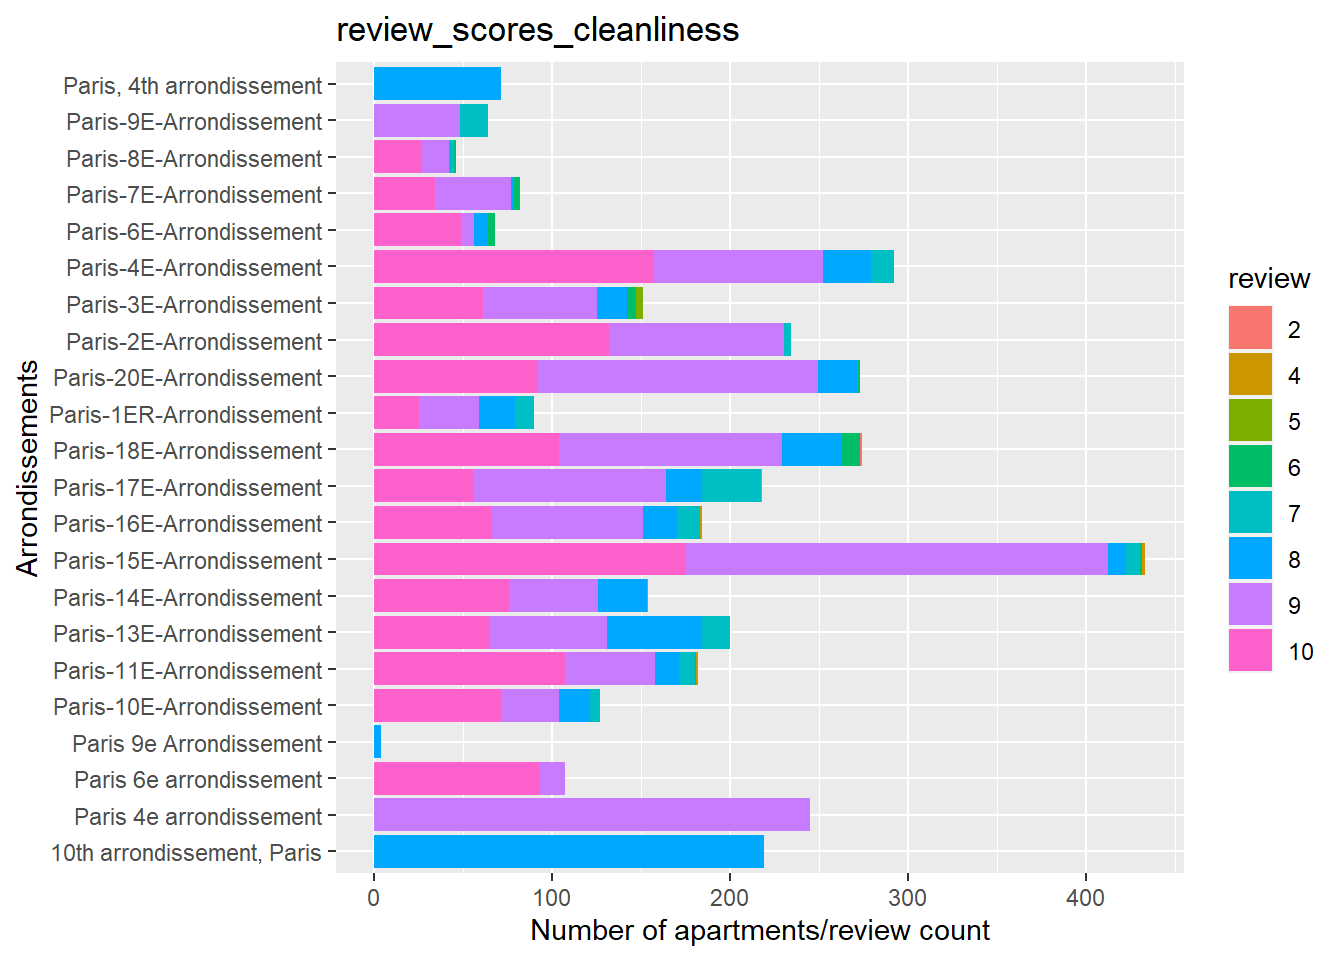 review_scores_cleanliness
Arrondissements
Paris, 4th arrondissement
Paris-9E-Arrondissement
Paris-8E-Arrondissement
Paris-7E-Arrondissement
Paris-6E-Arrondissement
Paris-4E-Arrondissement
Paris-3E-Arrondissement
Paris-2E-Arrondissement
Paris-20E-Arrondissement
Paris-1ER-Arrondissement
Paris-18E-Arrondissement
Paris-17E-Arrondissement
Paris-16E-Arrondissement
Paris-15E-Arrondissement
Paris-14E-Arrondissement
Paris-13E-Arrondissement
Paris-11E-Arrondissement
Paris-10E-Arrondissement
Paris 9e Arrondissement
Paris 6e arrondissement
Paris 4e arrondissement
10th arrondissement, Paris
0 100 200 300 400
Number of apartments/review count
review
2
4
5
6
7
8
9
10